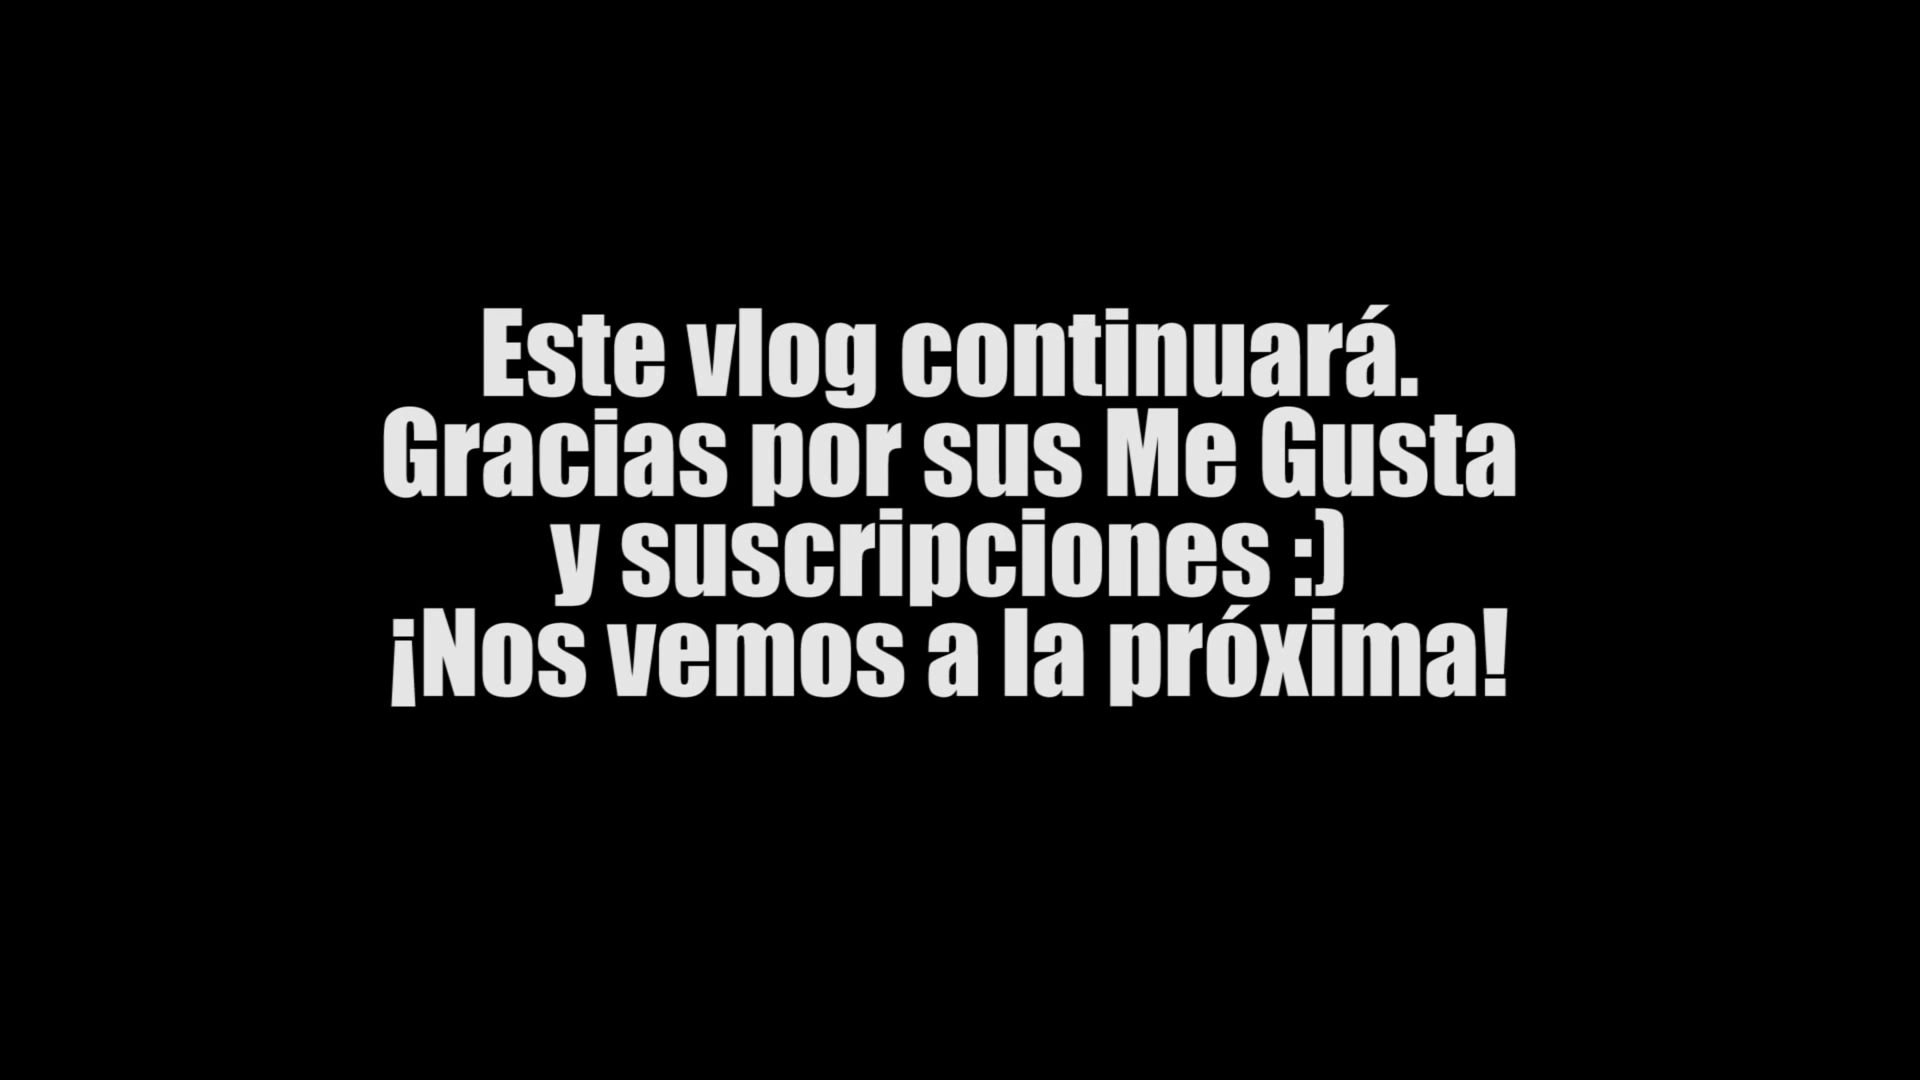 Este vlog continuará.
Gracias por sus Me Gusta
y suscripciones :)
¡Nos vemos a la próxima!